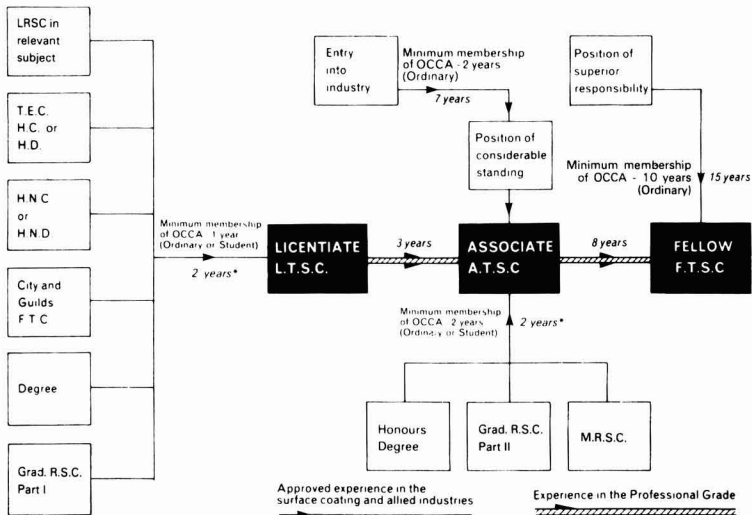 LRSC in
relevant
subject
T.E.C.
H.C. or
H.D.
H.N.C
or
H.N.D
City and
Guilds
F T C
Degree
Grad. R.S.C.
Part I
Minimum membership
of OCCA - 1 year
(Ordinary or Student)
2 years*
LICENTIATE
L.T.S.C.
3 years
Entry
into
industry
Minimum membership
of OCCA - 2 years
(Ordinary)
7 years
Position of
considerable
standing
ASSOCIATE
A.T.S.C
8 years
Position of
superior
responsibility
Minimum membership
of OCCA - 10 years
(Ordinary)
15 years
FELLOW
F.T.S.C
Minimum membership
of OCCA - 2 years
(Ordinary or Student)
2 years*
Honours
Degree
Grad. R.S.C.
Part II
M.R.S.C.
Approved experience in the
surface coating and allied industries
Experience in the Professional Grade